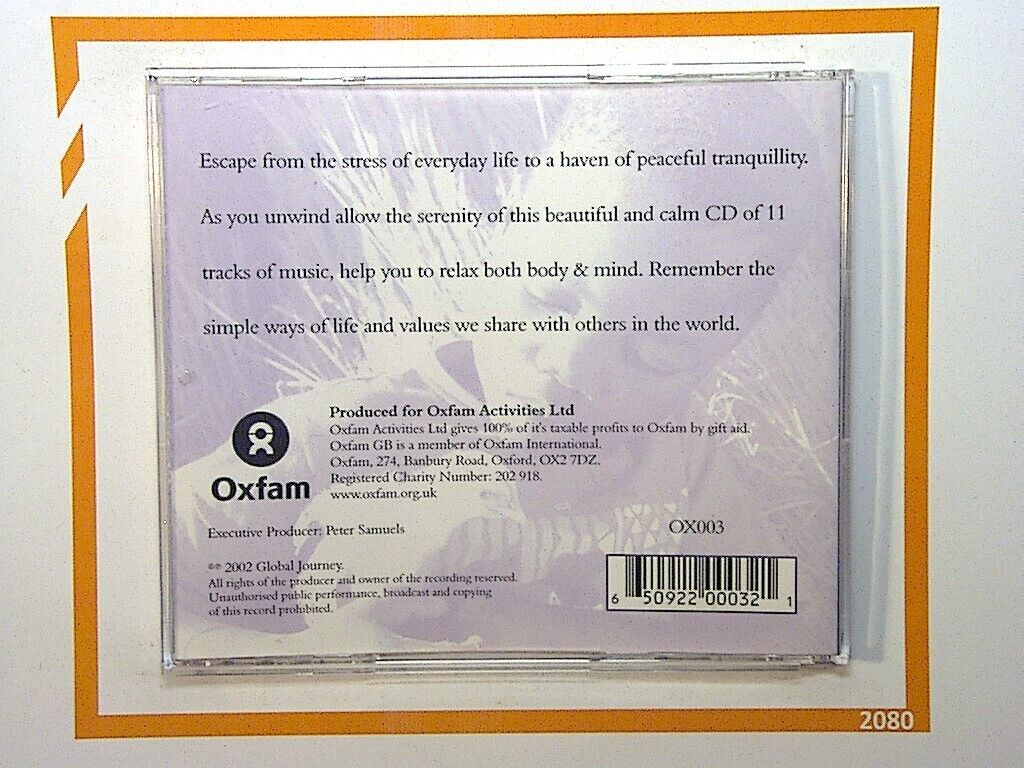 Escape from the stress of everyday life to a haven of peaceful tranquillity.
As you unwind allow the serenity of this beautiful and calm CD of 11
tracks of music, help you to relax both body & mind. Remember the
simple ways of life and values we share with others in the world.
Oxfam
Produced for Oxfam Activities Ltd
Oxfam Activities Ltd gives 100% of it's taxable profits to Oxfam by gift aid.
Oxfam GB is a member of Oxfam International.
Oxfam, 274, Banbury Road, Oxford, OX2 7DZ.
Registered Charity Number: 202 918.
www.oxfam.org.uk
Executive Producer: Peter Samuels
OX003
©℗ 2002 Global Journey.
All rights of the producer and owner of the recording reserved.
Unauthorised public performance, broadcast and copying
of this record prohibited.
6 50922 00032 1
2080